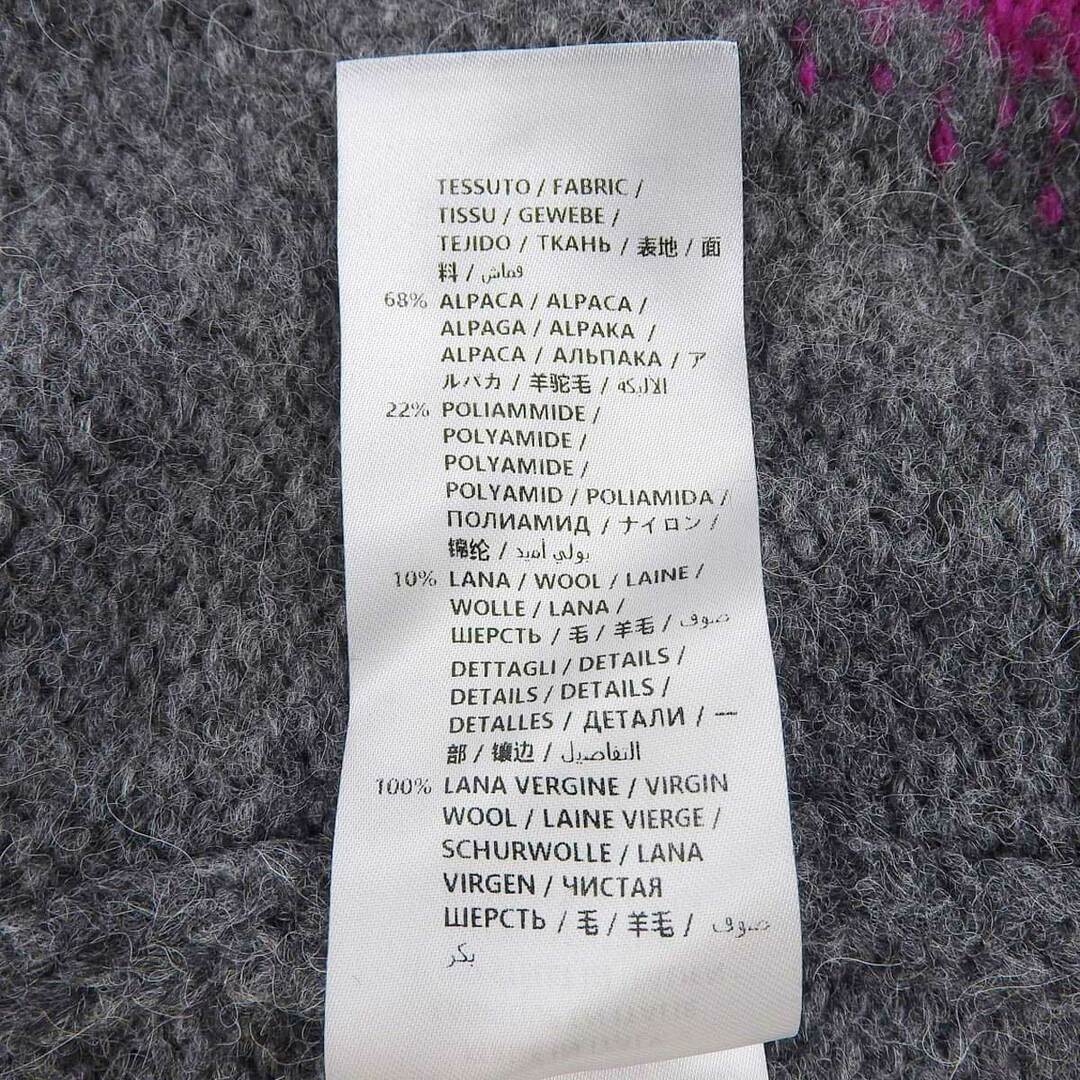 TESSUTO / FABRIC /
TISSU / GEWEBE /
TEJIDO / ТКАНЬ / 表地 / 面
料 / قماش
68% ALPACA / ALPACA /
ALPAGA / ALPAKA /
ALPACA / АЛЬПАКА / ア
ルパカ / 羊驼毛 /
22% POLIAMMIDE /
POLYAMIDE /
POLYAMIDE /
POLYAMID / POLIAMIDA /
ПОЛИАМИД / ナイロン /
锦纶 / بولي أميد
10% LANA / WOOL / LAINE /
WOLLE / LANA /
ШЕРСТЬ / 毛 / 羊毛 / صوف
DETTAGLI / DETAILS /
DETAILS / DETAILS /
DETALLES / ДЕТАЛИ / 一
部 / 镶边 / التفاصيل
100% LANA VERGINE / VIRGIN
WOOL / LAINE VIERGE /
SCHURWOLLE / LANA
VIRGEN / ЧИСТАЯ
ШЕРСТЬ / 毛 / 羊毛 / صوف
بكر